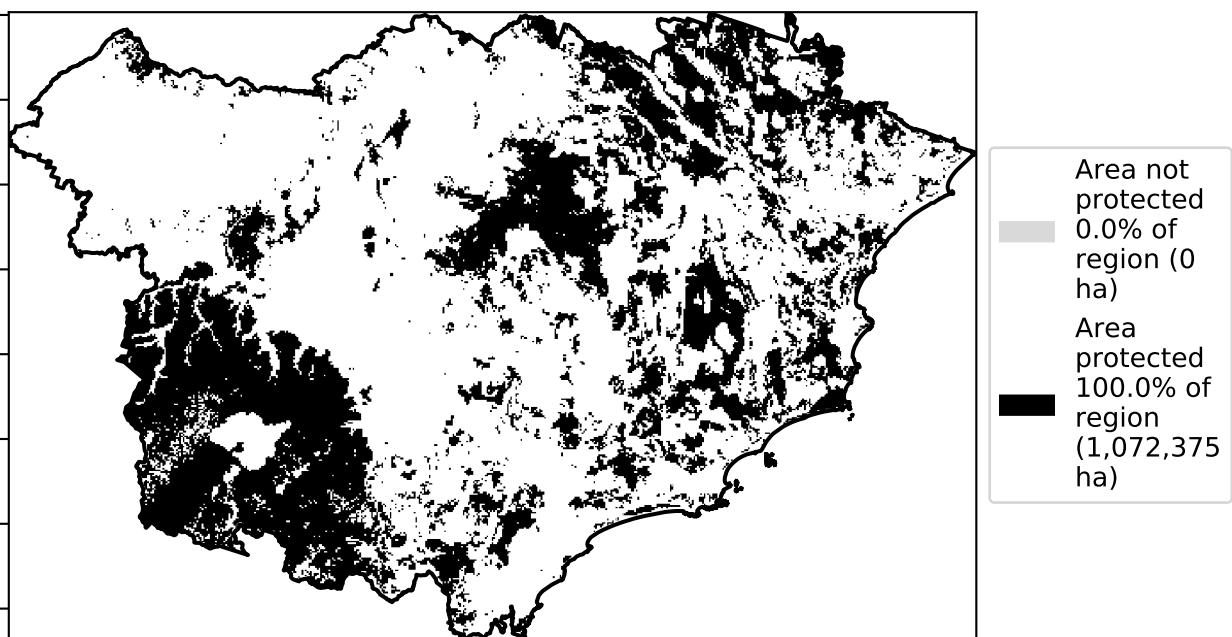 Area not
protected
0.0% of
region (0
ha)
Area
protected
100.0% of
region
(1,072,375
ha)